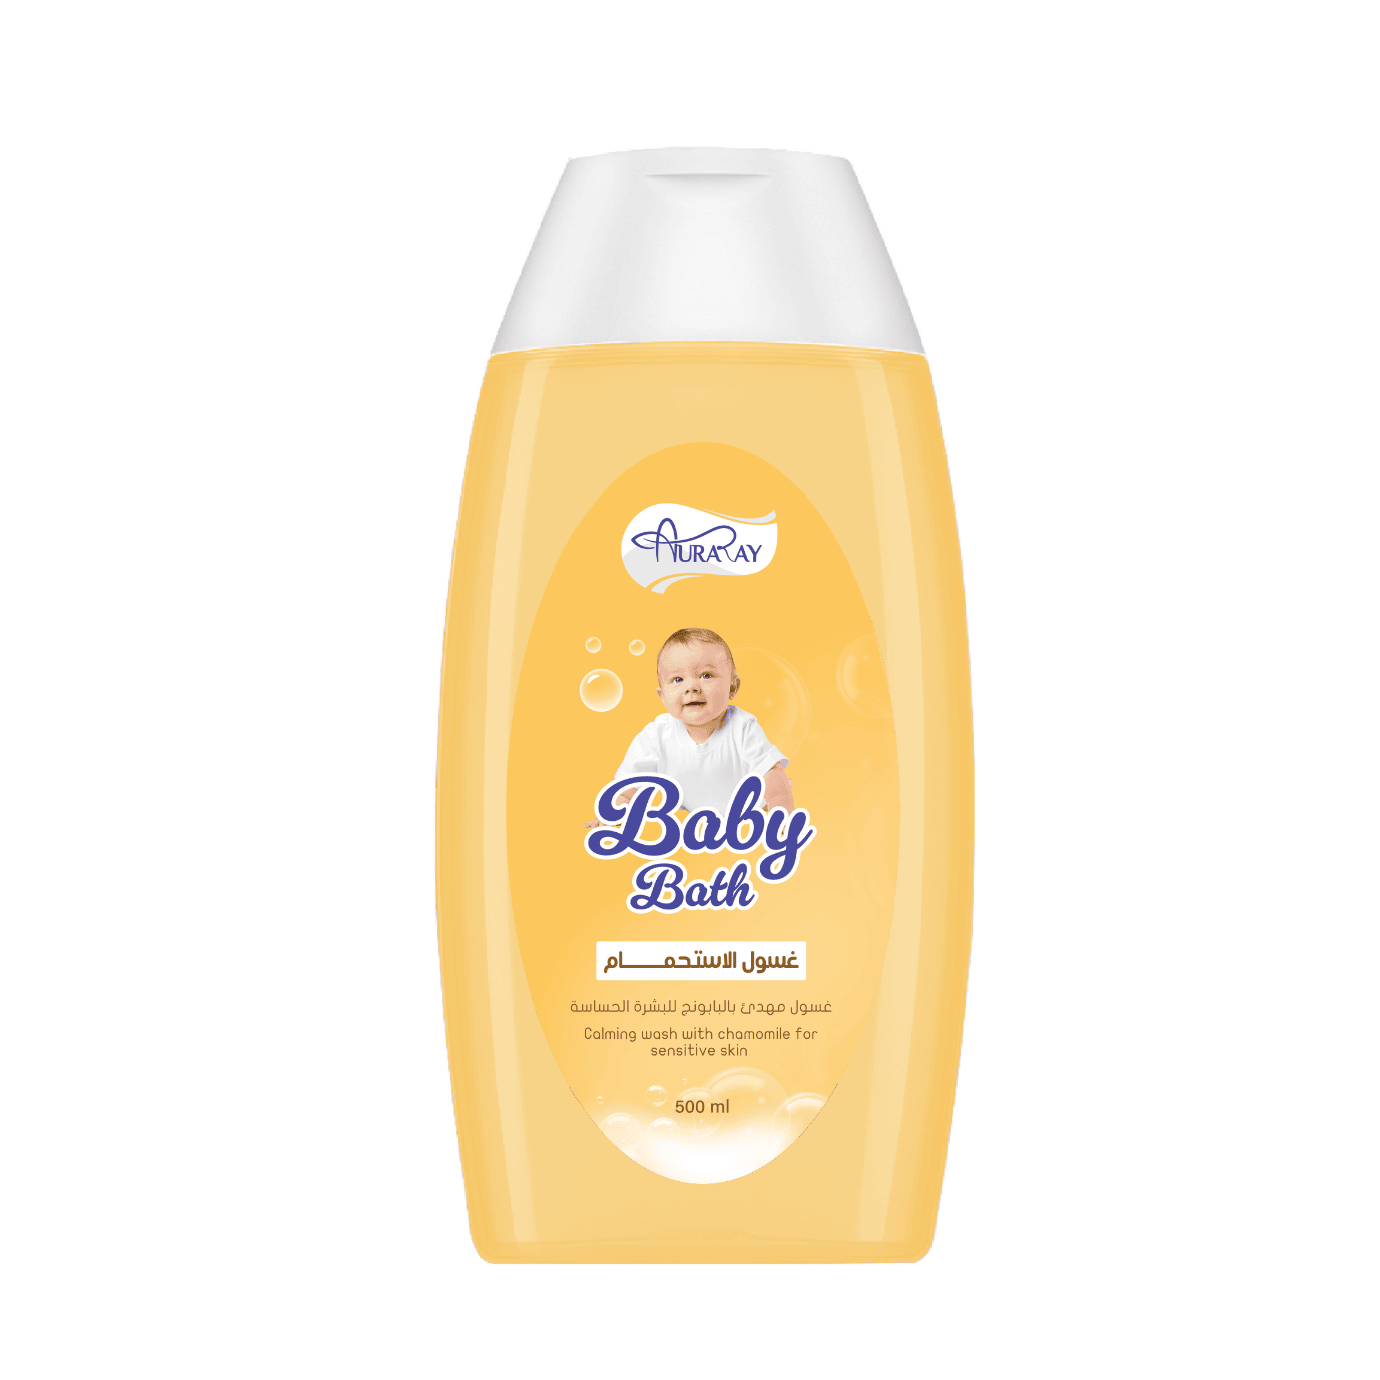 AURARAY
Baby
Bath
غسول الاستحمـــــام
غسول مهدئ بالبابونج للبشرة الحساسة
Calming wash with chamomile for
sensitive skin
500 ml